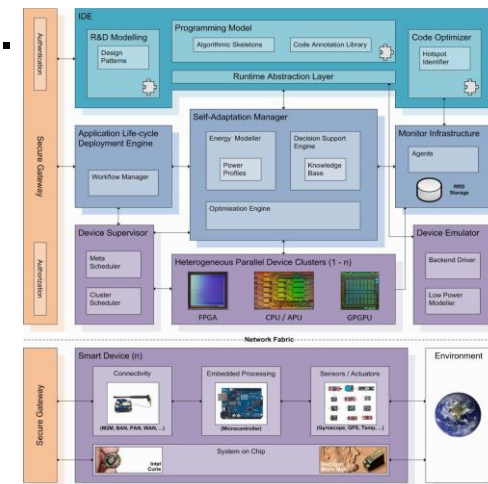 IDE
Authentication
Secure Gateway
Authorization
R&D Modelling
Design
Patterns
Programming Model
Algorithmic Skeletons
Code Annotation Library
Code Optimizer
Hotspot
Identifier
Runtime Abstraction Layer
Application Life-cycle
Deployment Engine
Workflow Manager
Self-Adaptation Manager
Energy Modeller
Power
Profiles
Decision Support
Engine
Knowledge
Base
Optimisation Engine
Monitor Infrastructure
Agents
RRD
Storage
Device Supervisor
Meta
Scheduler
Cluster
Scheduler
Heterogeneous Parallel Device Clusters (1 - n)
FPGA
CPU / APU
GPGPU
Device Emulator
Backend Driver
Low Power
Modeller
Network Fabric
Secure Gateway
Smart Device (n)
Connectivity
(M2M, BAN, PAN, WAN, ...)
Embedded Processing
(Microcontroller)
Sensors / Actuators
(Gyroscope, GPS, Temp, ...)
System on Chip
Intel
Curie
Environment